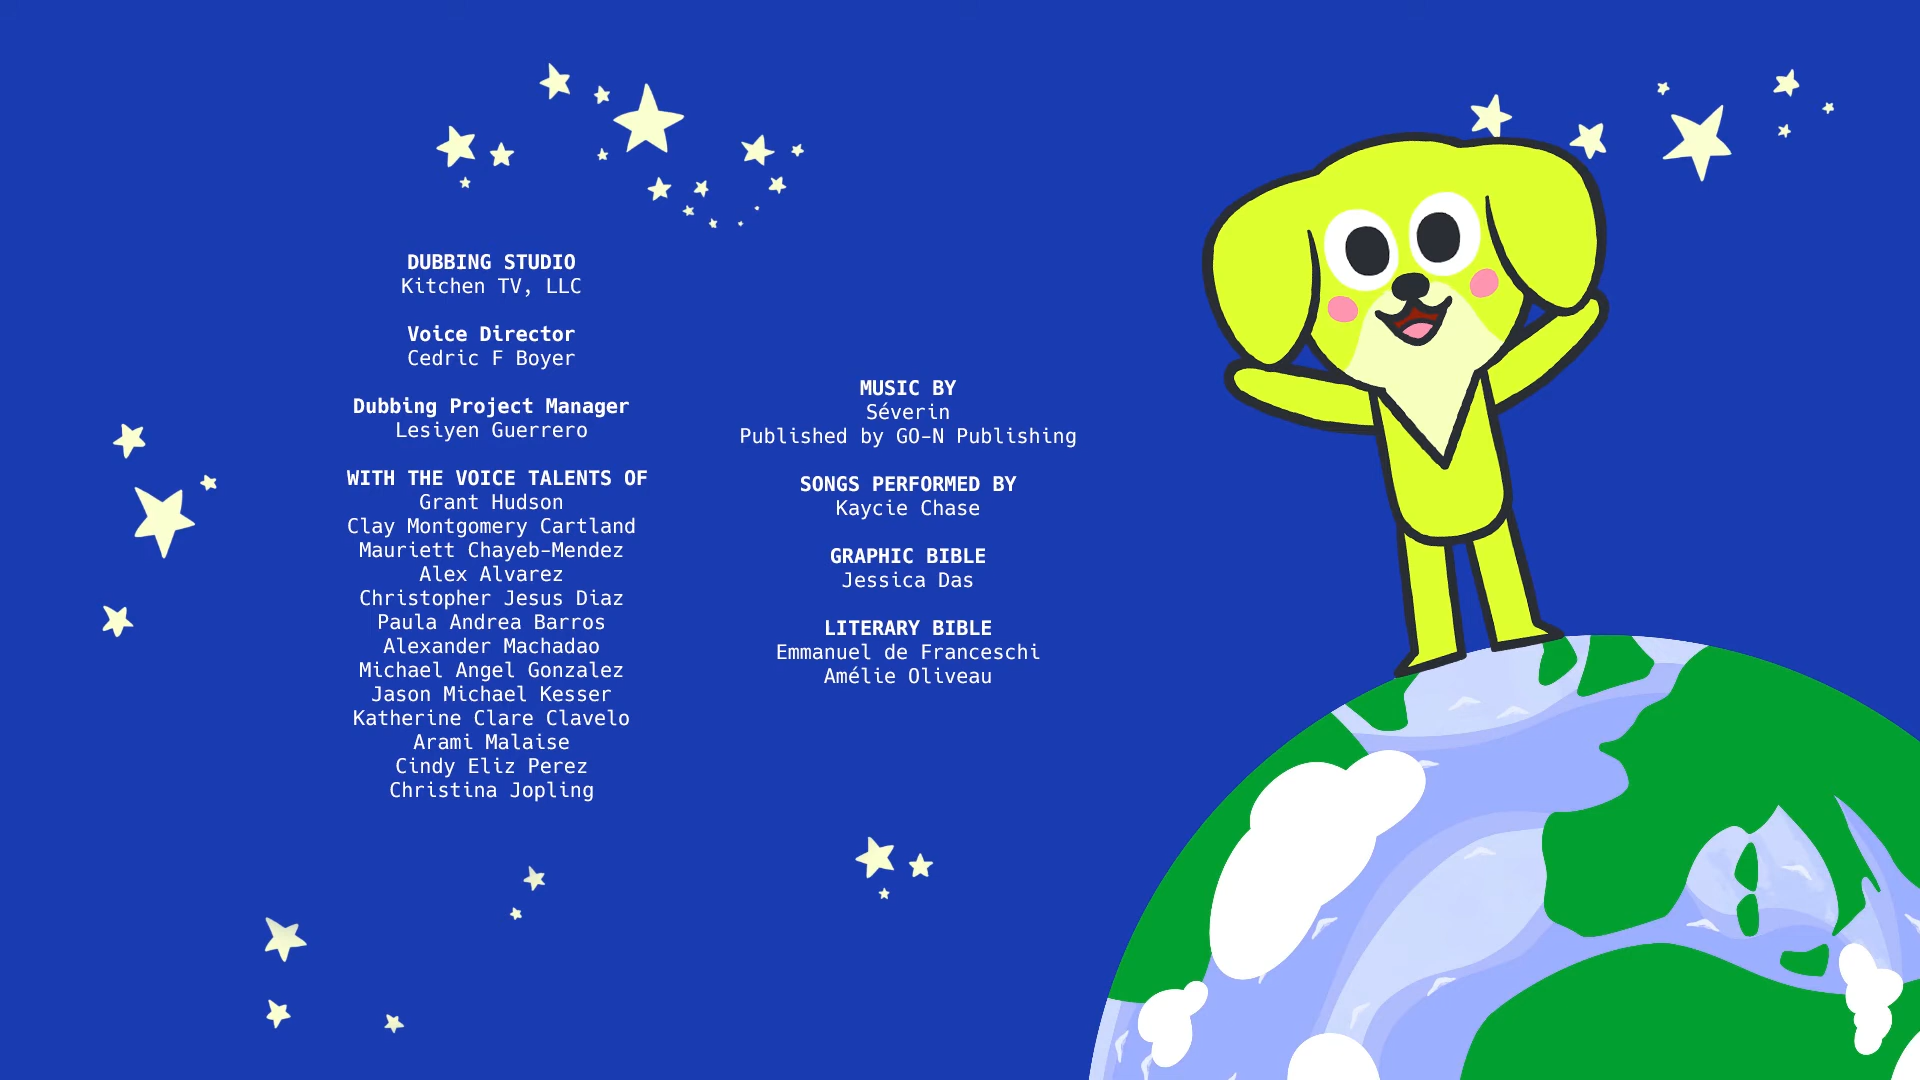 DUBBING STUDIO
Kitchen TV, LLC
Voice Director
Cedric F Boyer
Dubbing Project Manager
Lesiyen Guerrero
WITH THE VOICE TALENTS OF
Grant Hudson
Clay Montgomery Cartland
Mauriett Chayeb-Mendez
Alex Alvarez
Christopher Jesus Diaz
Paula Andrea Barros
Alexander Machadao
Michael Angel Gonzalez
Jason Michael Kesser
Katherine Clare Clavelo
Arami Malaise
Cindy Eliz Perez
Christina Jopling
MUSIC BY
Séverin
Published by GO-N Publishing
SONGS PERFORMED BY
Kaycie Chase
GRAPHIC BIBLE
Jessica Das
LITERARY BIBLE
Emmanuel de Franceschi
Amélie Oliveau